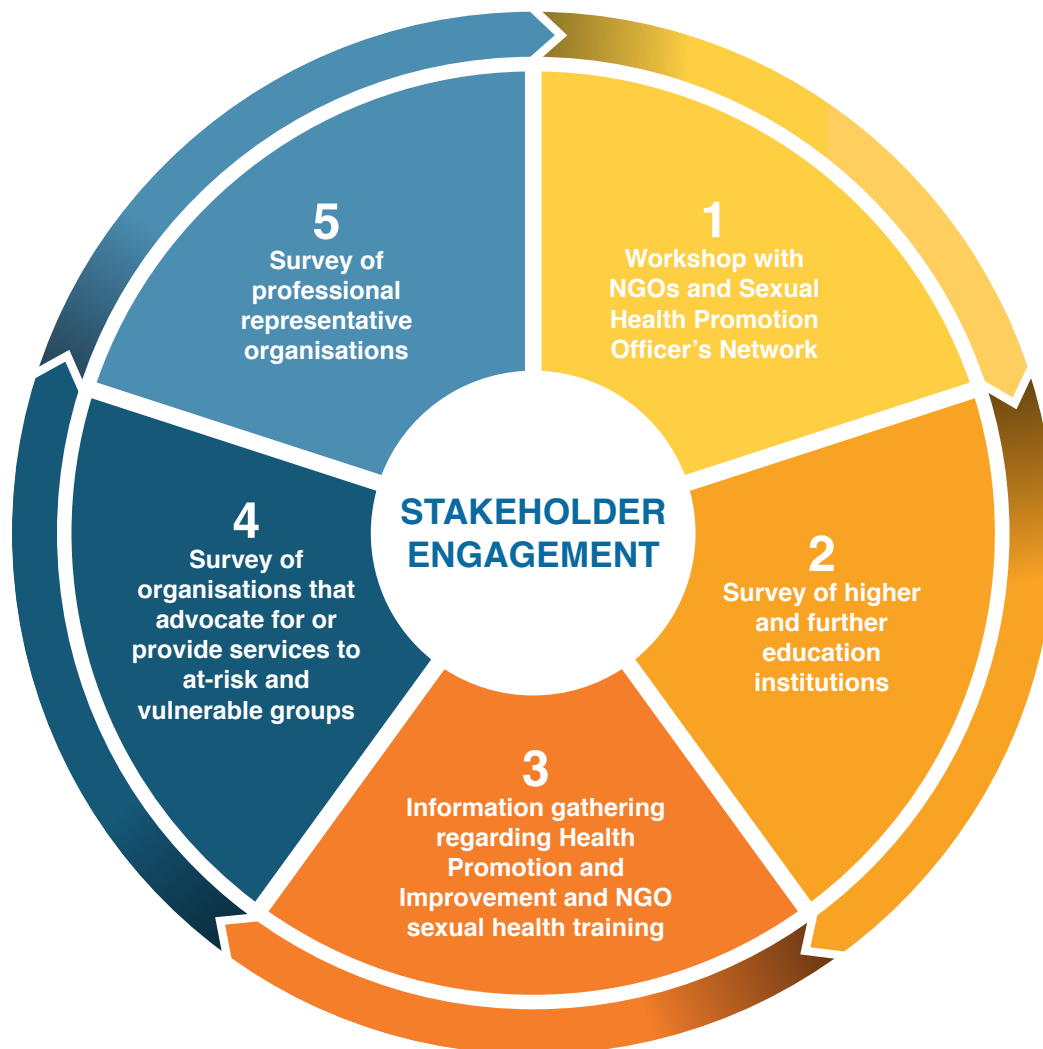 STAKEHOLDER
ENGAGEMENT
1
Workshop with
NGOs and Sexual
Health Promotion
Officer’s Network
2
Survey of higher
and further
education
institutions
3
Information gathering
regarding Health
Promotion and
Improvement and NGO
sexual health training
4
Survey of
organisations that
advocate for or
provide services to
at-risk and
vulnerable groups
5
Survey of
professional
representative
organisations